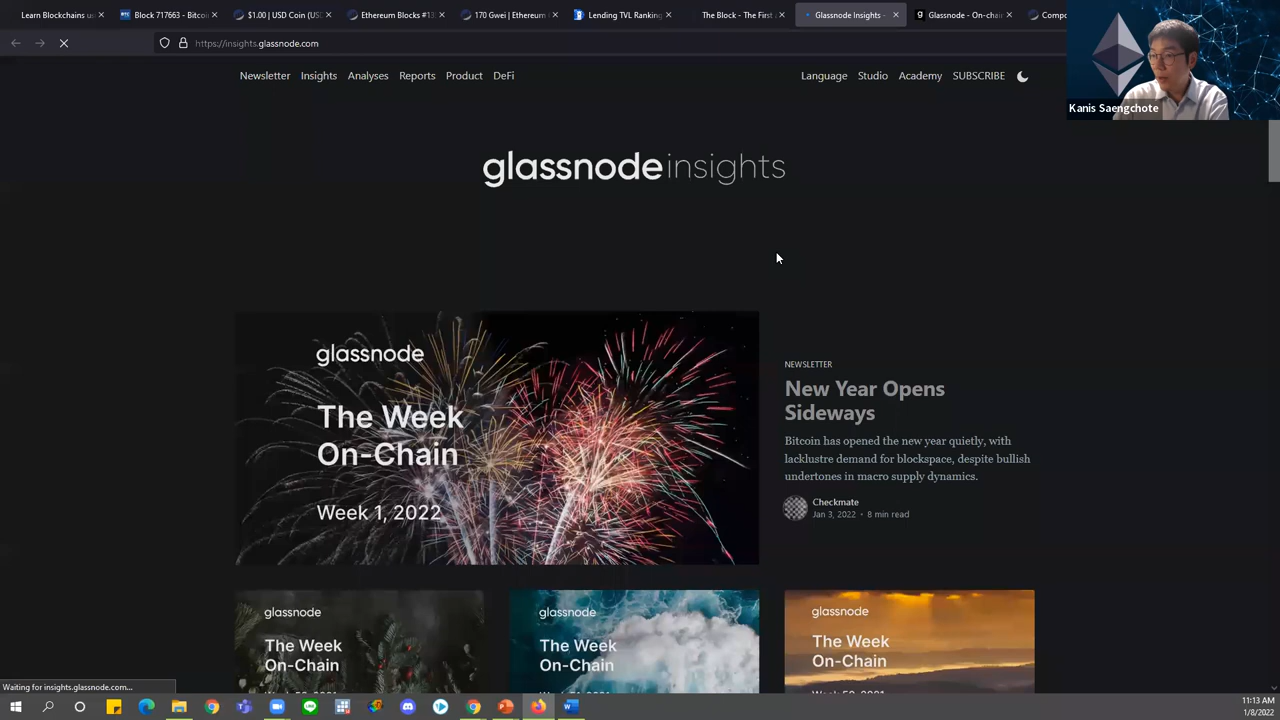 Learn Blockchains us
Block 717663 - Bitcoi
$1.00 | USD Coin (US
Ethereum Blocks #13
170 Gwei | Ethereum
Lending TVL Ranking
The Block - The First
Glassnode Insights -
Glassnode - On-chain
Compo
https://insights.glassnode.com
Kanis Saengchote
Newsletter Insights Analyses Reports Product DeFi
Language Studio Academy SUBSCRIBE
glassnodeinsights
glassnode
The Week
On-Chain
Week 1, 2022
NEWSLETTER
New Year Opens
Sideways
Bitcoin has opened the new year quietly, with
lacklustre demand for blockspace, despite bullish
undertones in macro supply dynamics.
Checkmate
Jan 3, 2022 • 8 min read
glassnode
The Week
On-Chain
glassnode
The Week
On-Chain
glassnode
The Week
On-Chain
Waiting for insights.glassnode.com...
11:13 AM
1/8/2022